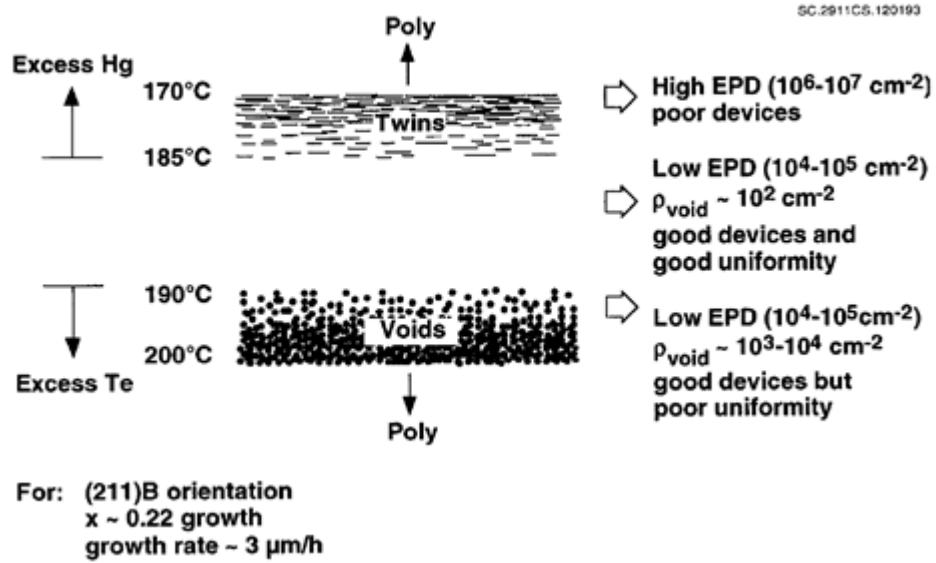 SC.2911CS.120193
Poly
Excess Hg
170°C
Twins
185°C
High EPD (10⁶-10⁷ cm⁻²)
poor devices
Low EPD (10⁴-10⁵ cm⁻²)
ρvoid ~ 10² cm⁻²
good devices and
good uniformity
190°C
Voids
200°C
Excess Te
Poly
Low EPD (10⁴-10⁵cm⁻²)
ρvoid ~ 10³-10⁴ cm⁻²
good devices but
poor uniformity
For: (211)B orientation
x ~ 0.22 growth
growth rate ~ 3 μm/h